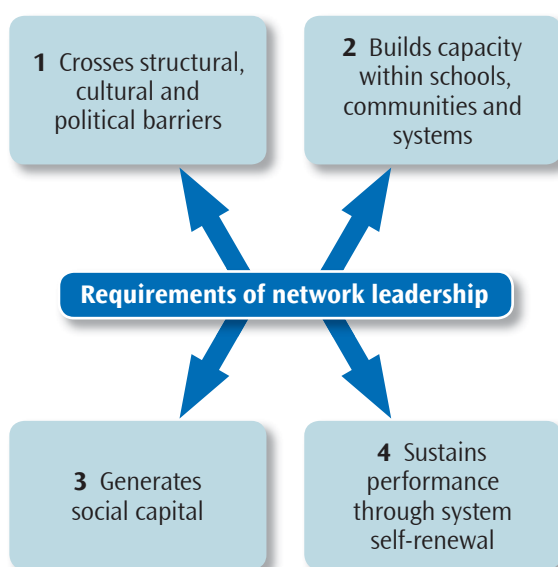 1 Crosses structural,
cultural and
political barriers
2 Builds capacity
within schools,
communities and
systems
Requirements of network leadership
3 Generates
social capital
4 Sustains
performance
through system
self-renewal